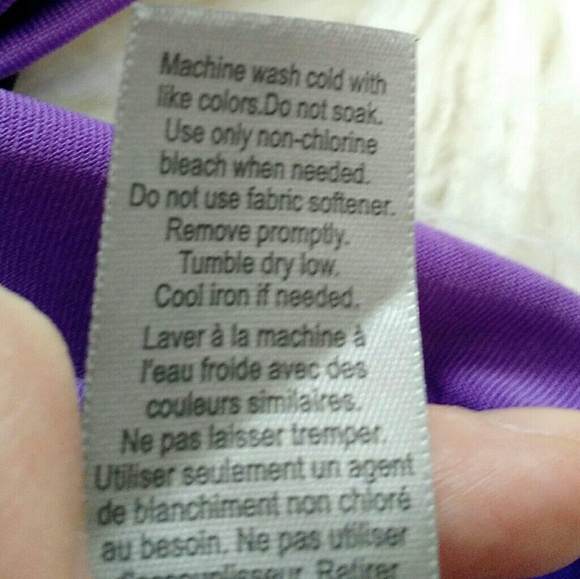 Machine wash cold with
like colors.Do not soak.
Use only non-chlorine
bleach when needed.
Do not use fabric softener.
Remove promptly.
Tumble dry low.
Cool iron if needed.
Laver à la machine à
l'eau froide avec des
couleurs similaires.
Ne pas laisser tremper.
Utiliser seulement un agent
de blanchiment non chloré
au besoin. Ne pas utiliser
d'assouplisseur. Retirer